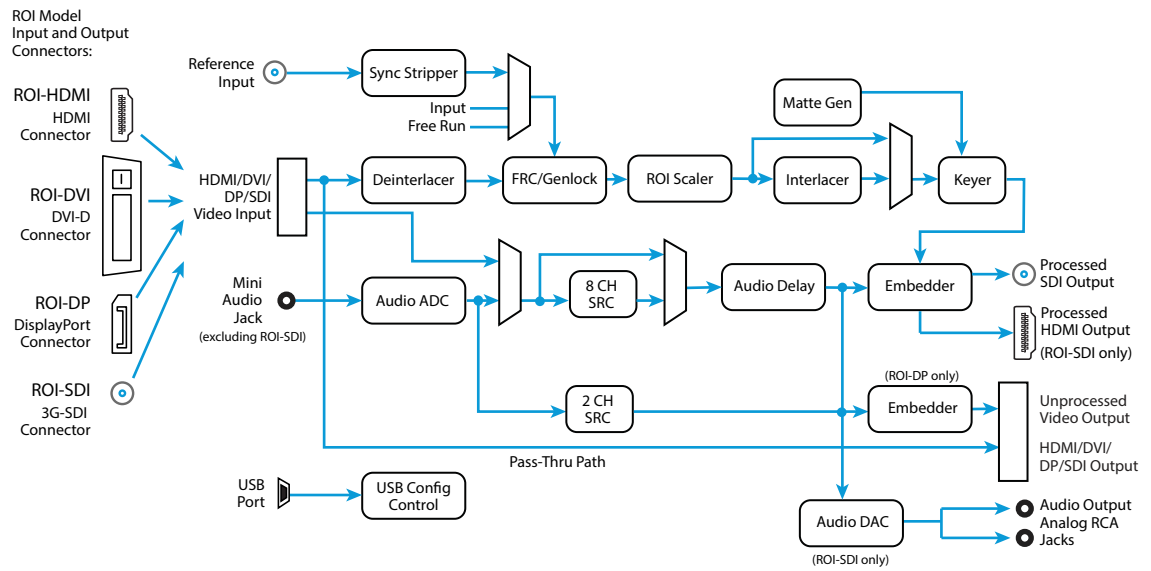 ROI Model
Input and Output
Connectors:
ROI-HDMI
HDMI
Connector
ROI-DVI
DVI-D
Connector
ROI-DP
DisplayPort
Connector
ROI-SDI
3G-SDI
Connector
Reference
Input
Sync Stripper
Input
Free Run
HDMI/DVI/
DP/SDI
Video Input
Deinterlacer
FRC/Genlock
ROI Scaler
Interlacer
Matte Gen
Keyer
Mini
Audio
Jack
(excluding ROI-SDI)
Audio ADC
8 CH
SRC
Audio Delay
Embedder
Processed
SDI Output
Processed
HDMI Output
(ROI-SDI only)
2 CH
SRC
(ROI-DP only)
Embedder
Unprocessed
Video Output
HDMI/DVI/
DP/SDI Output
Pass-Thru Path
USB
Port
USB Config
Control
Audio DAC
(ROI-SDI only)
Audio Output
Analog RCA
Jacks